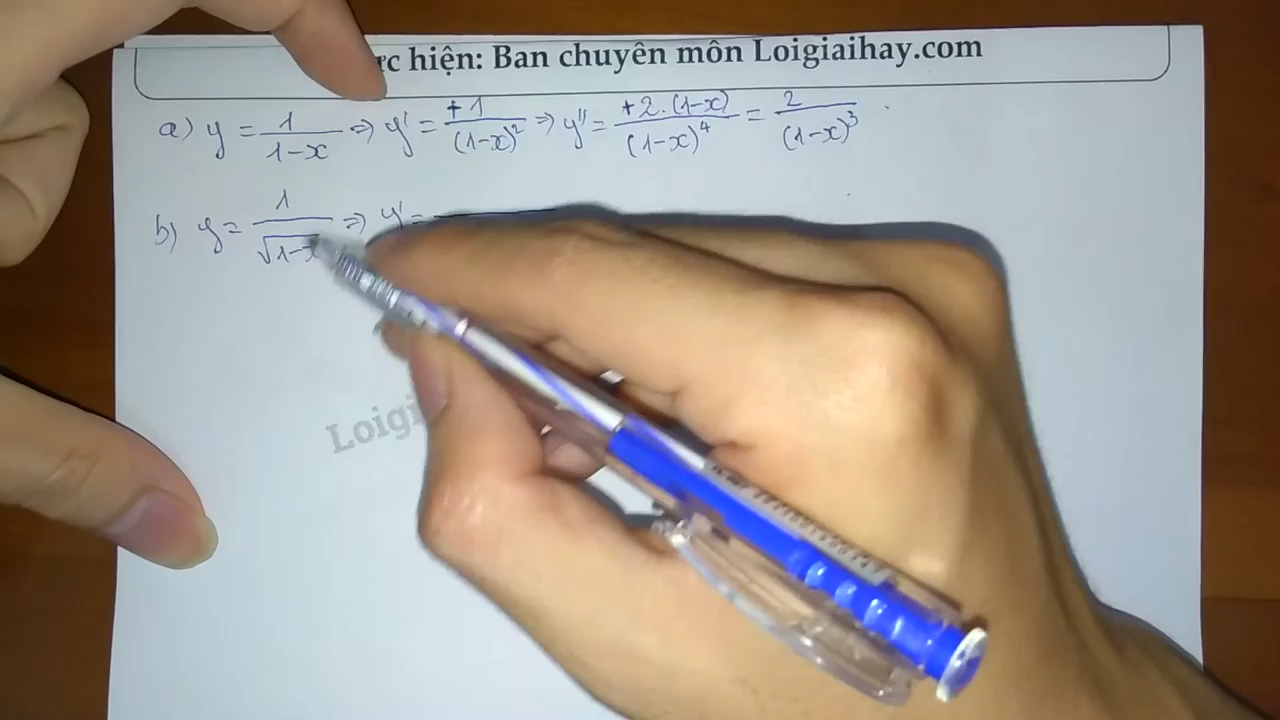 ực hiện: Ban chuyên môn Loigiaihay.com
a) y = 1/(1-x) => y' = +1/(1-x)² => y'' = +2.(1-x)/(1-x)⁴ = 2/(1-x)³.
b) y = 1/√(1-x) => y' =
Loigi